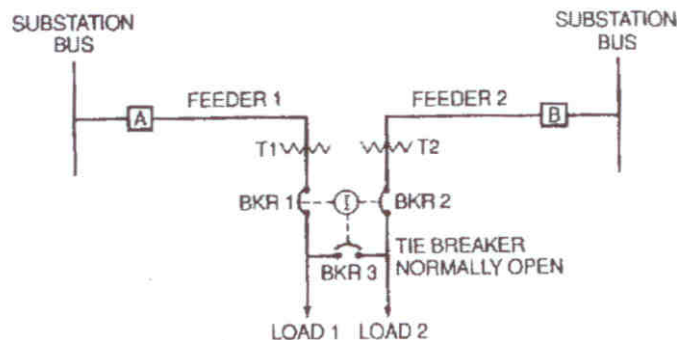 SUBSTATION
BUS
SUBSTATION
BUS
A
FEEDER 1
FEEDER 2
B
T1
T2
BKR 1
I
BKR 2
BKR 3
TIE BREAKER
NORMALLY OPEN
LOAD 1
LOAD 2